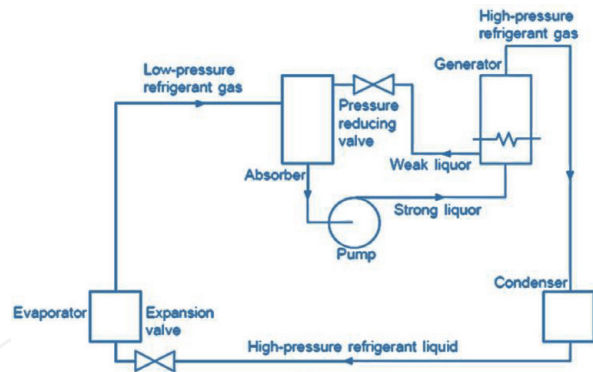 High-pressure
refrigerant gas
Low-pressure
refrigerant gas
Generator
Pressure
reducing
valve
Weak liquor
Absorber
Strong liquor
Pump
Condenser
Evaporator
Expansion
valve
High-pressure refrigerant liquid